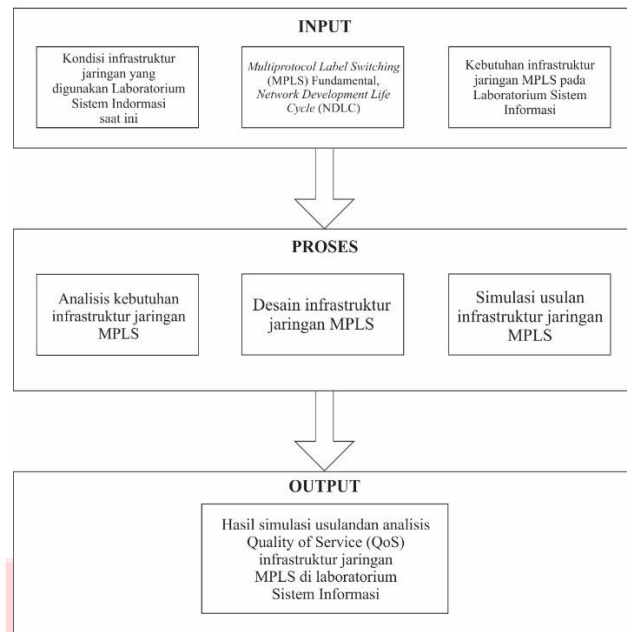 INPUT
Kondisi infrastruktur
jaringan yang
digunakan Laboratorium
Sistem Indormasi
saat ini
Multiprotocol Label Switching
(MPLS) Fundamental,
Network Development Life
Cycle (NDLC)
Kebutuhan infrastruktur
jaringan MPLS pada
Laboratorium Sistem
Informasi
PROSES
Analisis kebutuhan
infrastruktur jaringan
MPLS
Desain infrastruktur
jaringan MPLS
Simulasi usulan
infrastruktur jaringan
MPLS
OUTPUT
Hasil simulasi usulandan analisis
Quality of Service (QoS)
infrastruktur jaringan
MPLS di laboratorium
Sistem Informasi